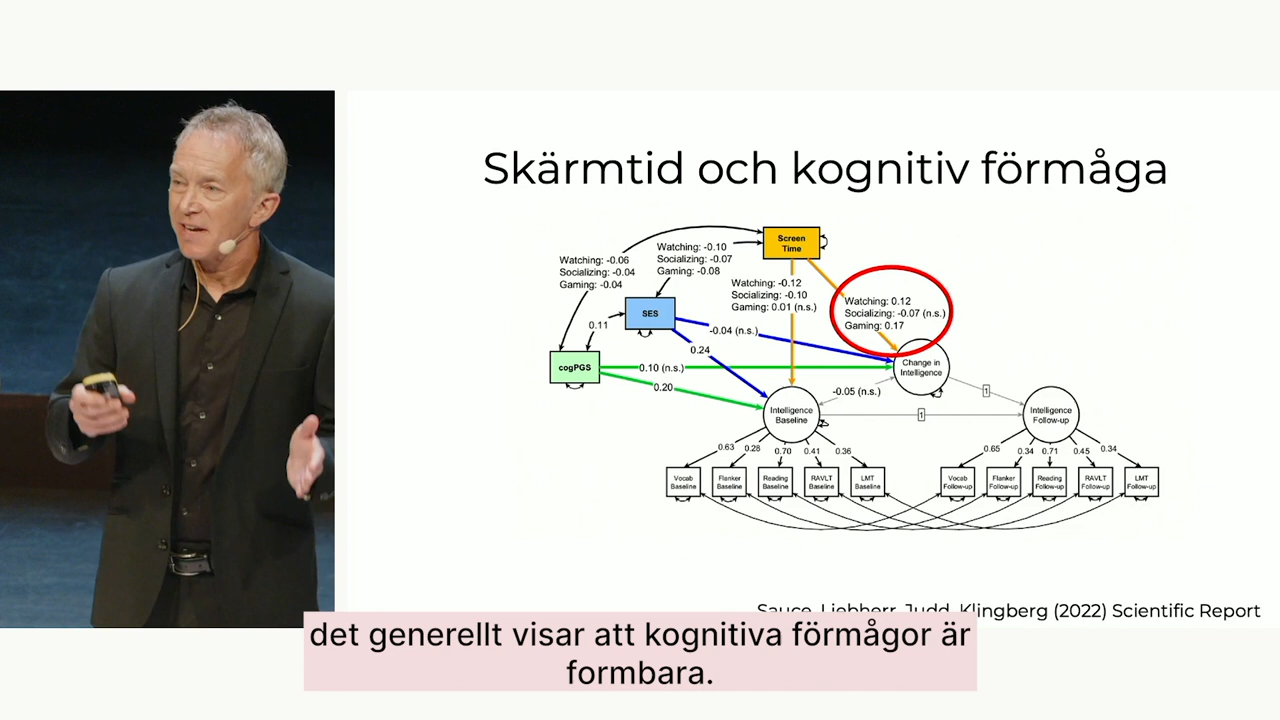 Skärmtid och kognitiv förmåga
Screen
Time
Watching: -0.10
Socializing: -0.07
Gaming: -0.08
Watching: -0.06
Socializing: -0.04
Gaming: -0.04
Watching: -0.12
Socializing: -0.10
Gaming: 0.01 (n.s.)
Watching: 0.12
Socializing: -0.07 (n.s.)
Gaming: 0.17
SES
0.11
-0.04 (n.s.)
0.24
cogPGS
0.10 (n.s.)
0.20
Change in
Intelligence
-0.05 (n.s.)
1
Intelligence
Baseline
1
Intelligence
Follow-up
0.63
0.28
0.70
0.41
0.36
0.65
0.34
0.71
0.45
0.34
Vocab
Baseline
Flanker
Baseline
Reading
Baseline
RAVLT
Baseline
LMT
Baseline
Vocab
Follow-up
Flanker
Follow-up
Reading
Follow-up
RAVLT
Follow-up
LMT
Follow-up
Sauce, Liebherr, Judd, Klingberg (2022) Scientific Report
det generellt visar att kognitiva förmågor är
formbara.